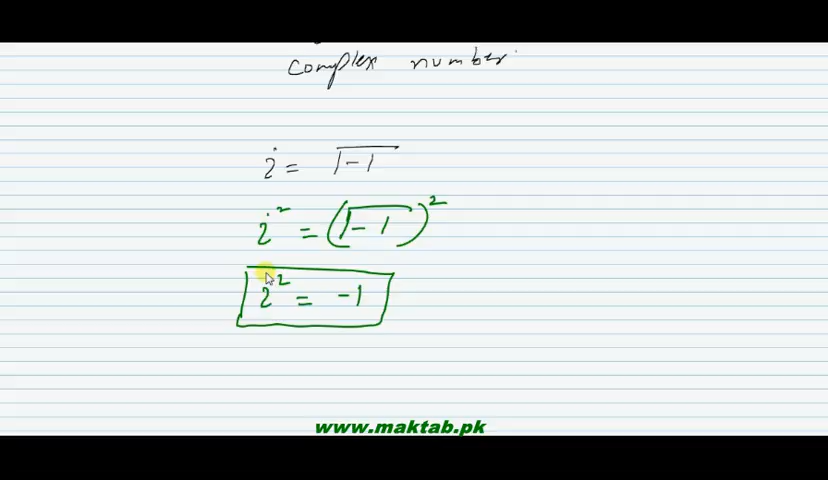 complex number
i = √-1
i² = (√-1)²
i² = -1
www.maktab.pk